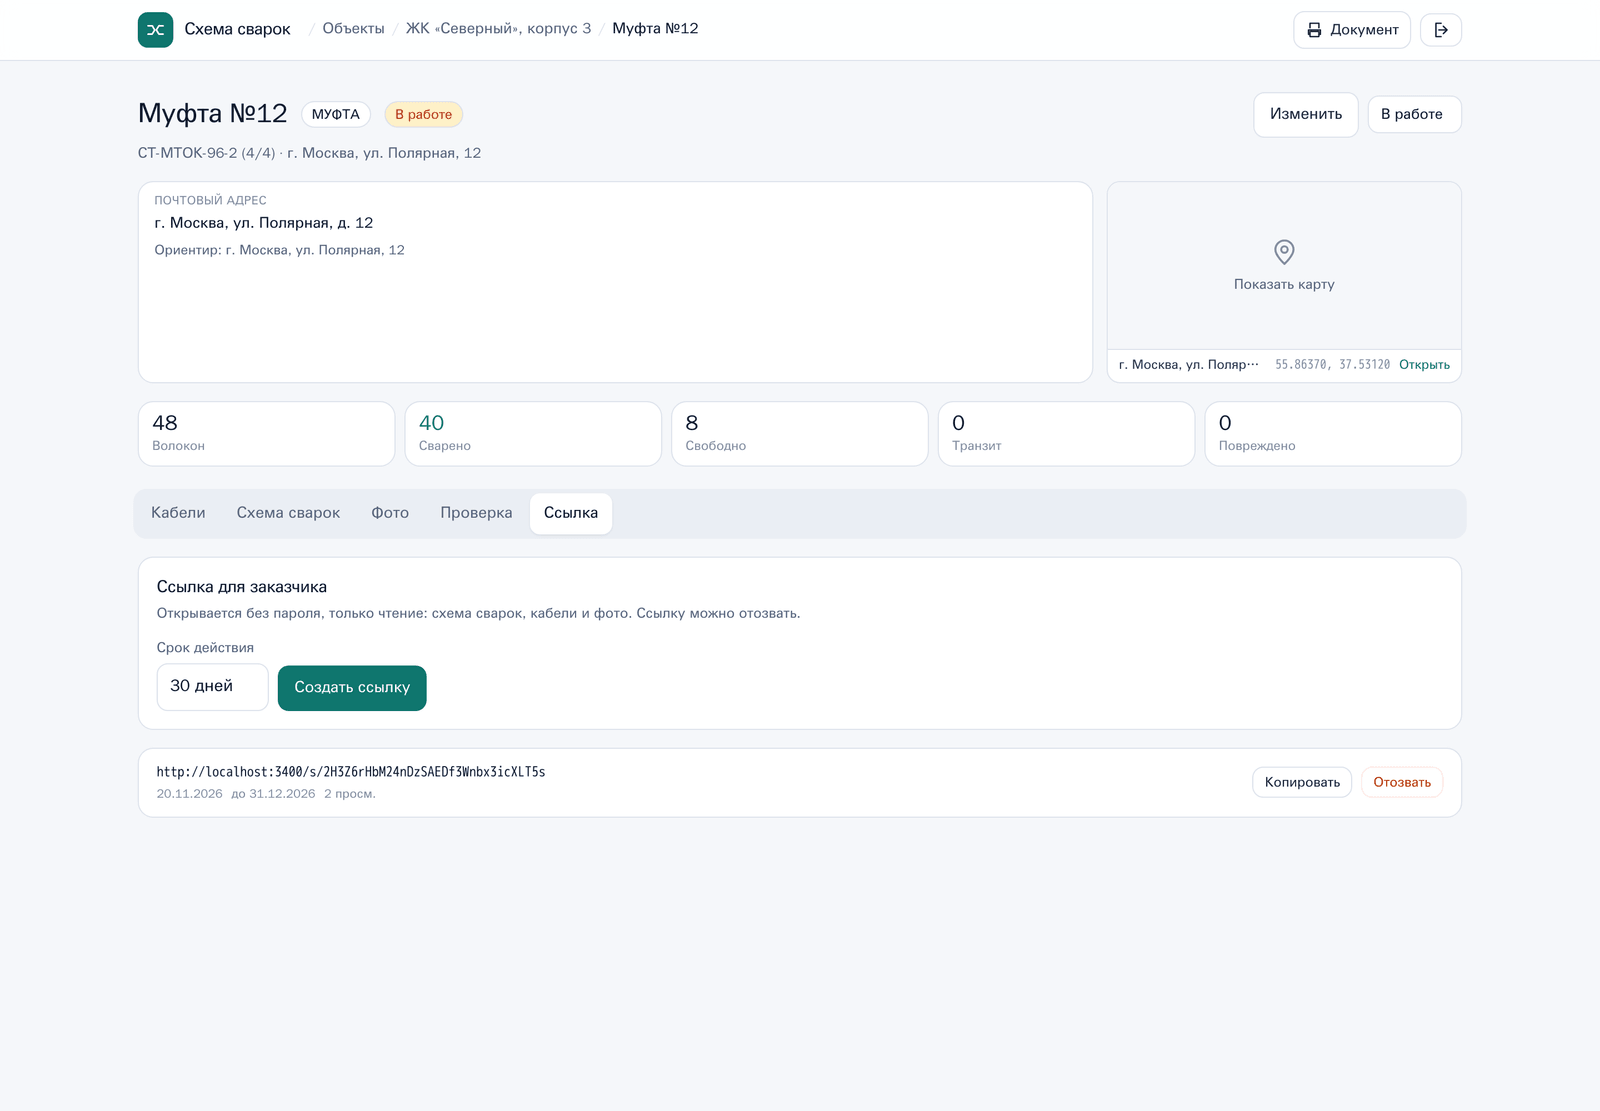 Схема сварок / Объекты / ЖК «Северный», корпус 3 / Муфта №12
Документ
Муфта №12
МУФТА
В работе
Изменить
В работе
СТ-МТОК-96-2 (4/4) · г. Москва, ул. Полярная, 12
ПОЧТОВЫЙ АДРЕС
г. Москва, ул. Полярная, д. 12
Ориентир: г. Москва, ул. Полярная, 12
Показать карту
г. Москва, ул. Поляр… 55.86370, 37.53120 Открыть
48
Волокон
40
Сварено
8
Свободно
0
Транзит
0
Повреждено
Кабели Схема сварок Фото Проверка Ссылка
Ссылка для заказчика
Открывается без пароля, только чтение: схема сварок, кабели и фото. Ссылку можно отозвать.
Срок действия
30 дней
Создать ссылку
http://localhost:3400/s/2H3Z6rHbM24nDzSAEDf3Wnbx3icXLT5s
20.11.2026 до 31.12.2026 2 просм.
Копировать
Отозвать